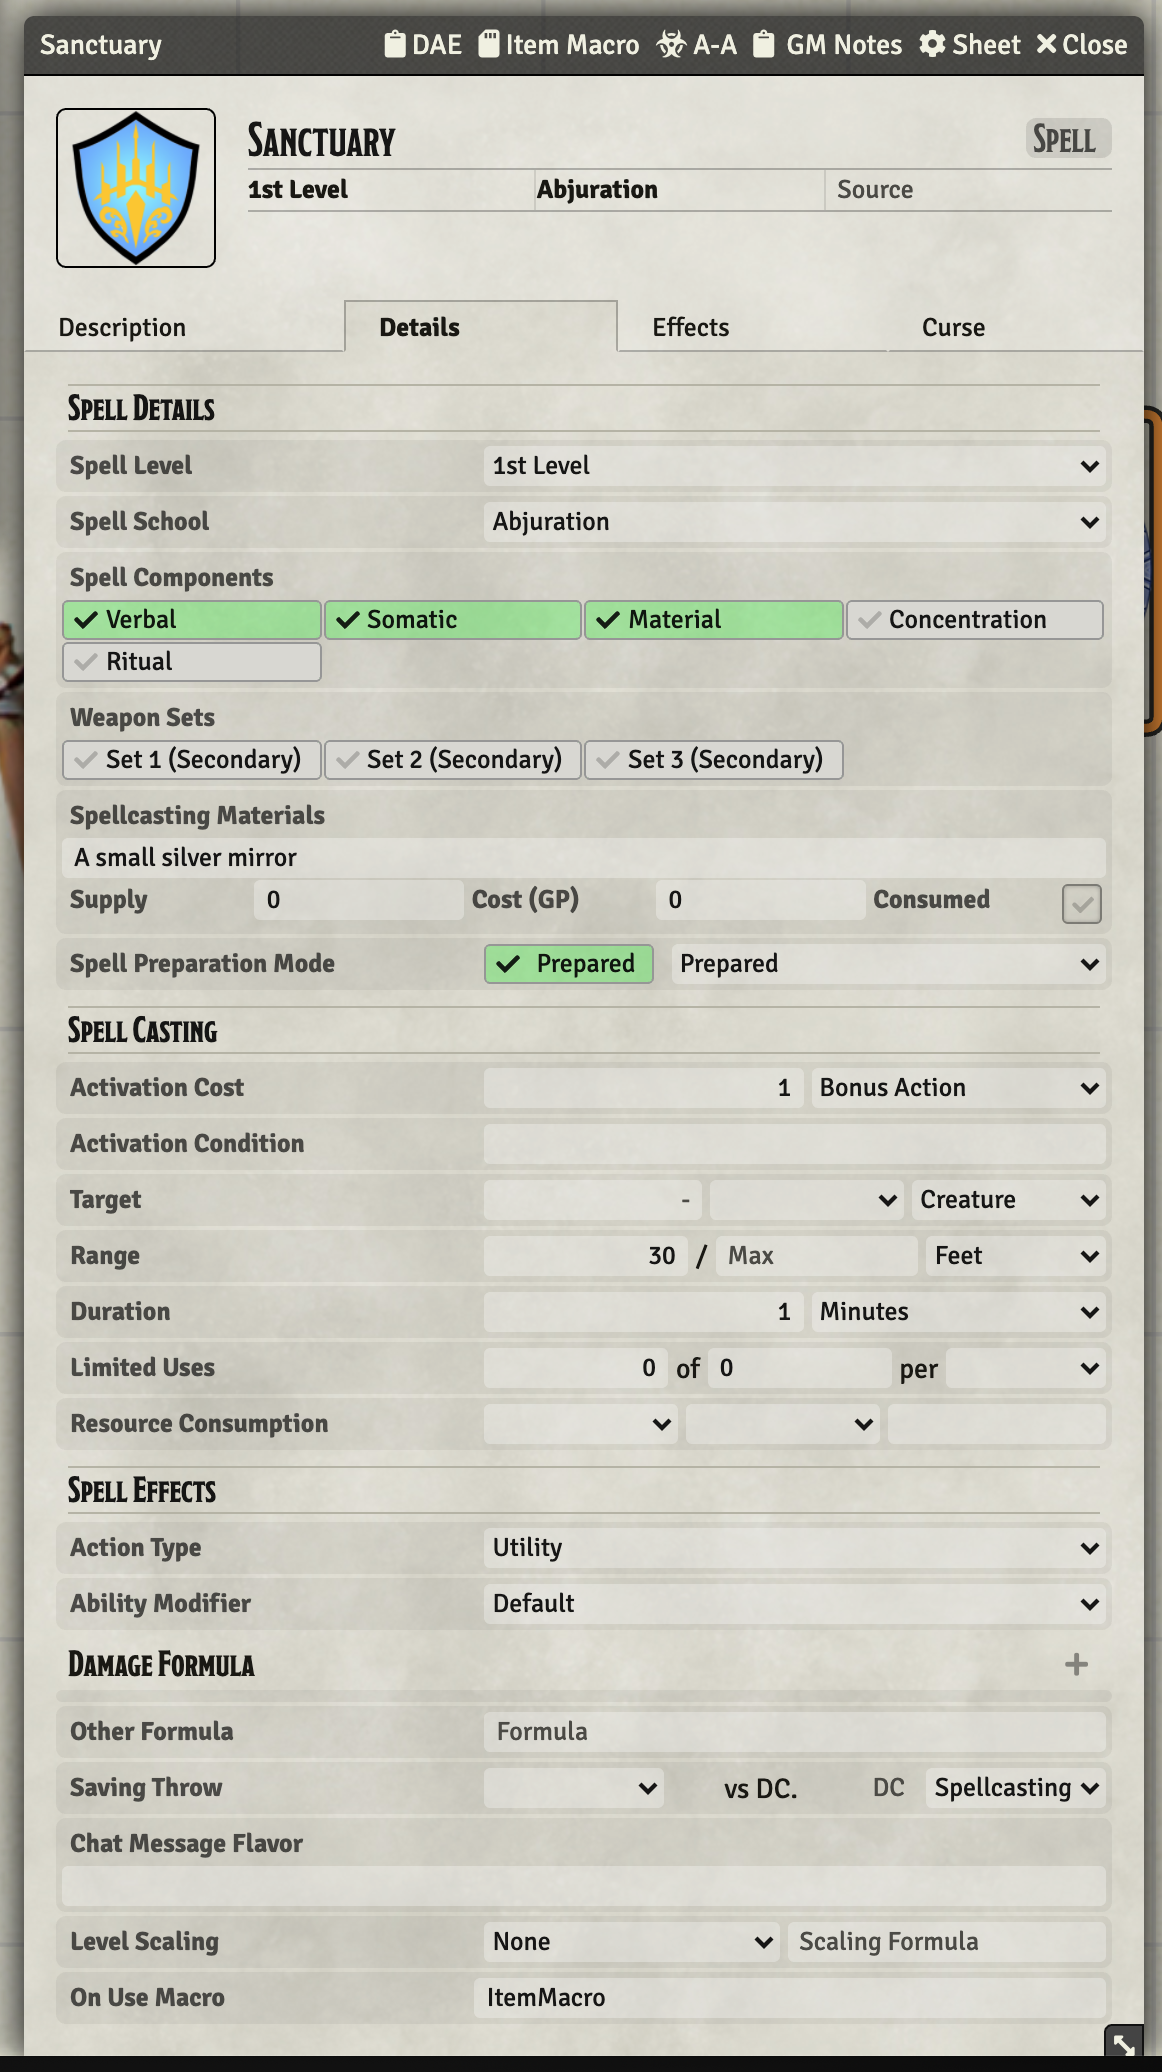 Sanctuary DAE Item Macro A-A GM Notes Sheet Close
Sanctuary Spell
1st Level Abjuration Source
Description Details Effects Curse
Spell Details
Spell Level 1st Level
Spell School Abjuration
Spell Components
Verbal Somatic Material Concentration
Ritual
Weapon Sets
Set 1 (Secondary) Set 2 (Secondary) Set 3 (Secondary)
Spellcasting Materials
A small silver mirror
Supply 0 Cost (GP) 0 Consumed
Spell Preparation Mode Prepared Prepared
Spell Casting
Activation Cost 1 Bonus Action
Activation Condition
Target - Creature
Range 30 / Max Feet
Duration 1 Minutes
Limited Uses 0 of 0 per
Resource Consumption
Spell Effects
Action Type Utility
Ability Modifier Default
Damage Formula
Other Formula Formula
Saving Throw vs DC. DC Spellcasting
Chat Message Flavor
Level Scaling None Scaling Formula
On Use Macro ItemMacro